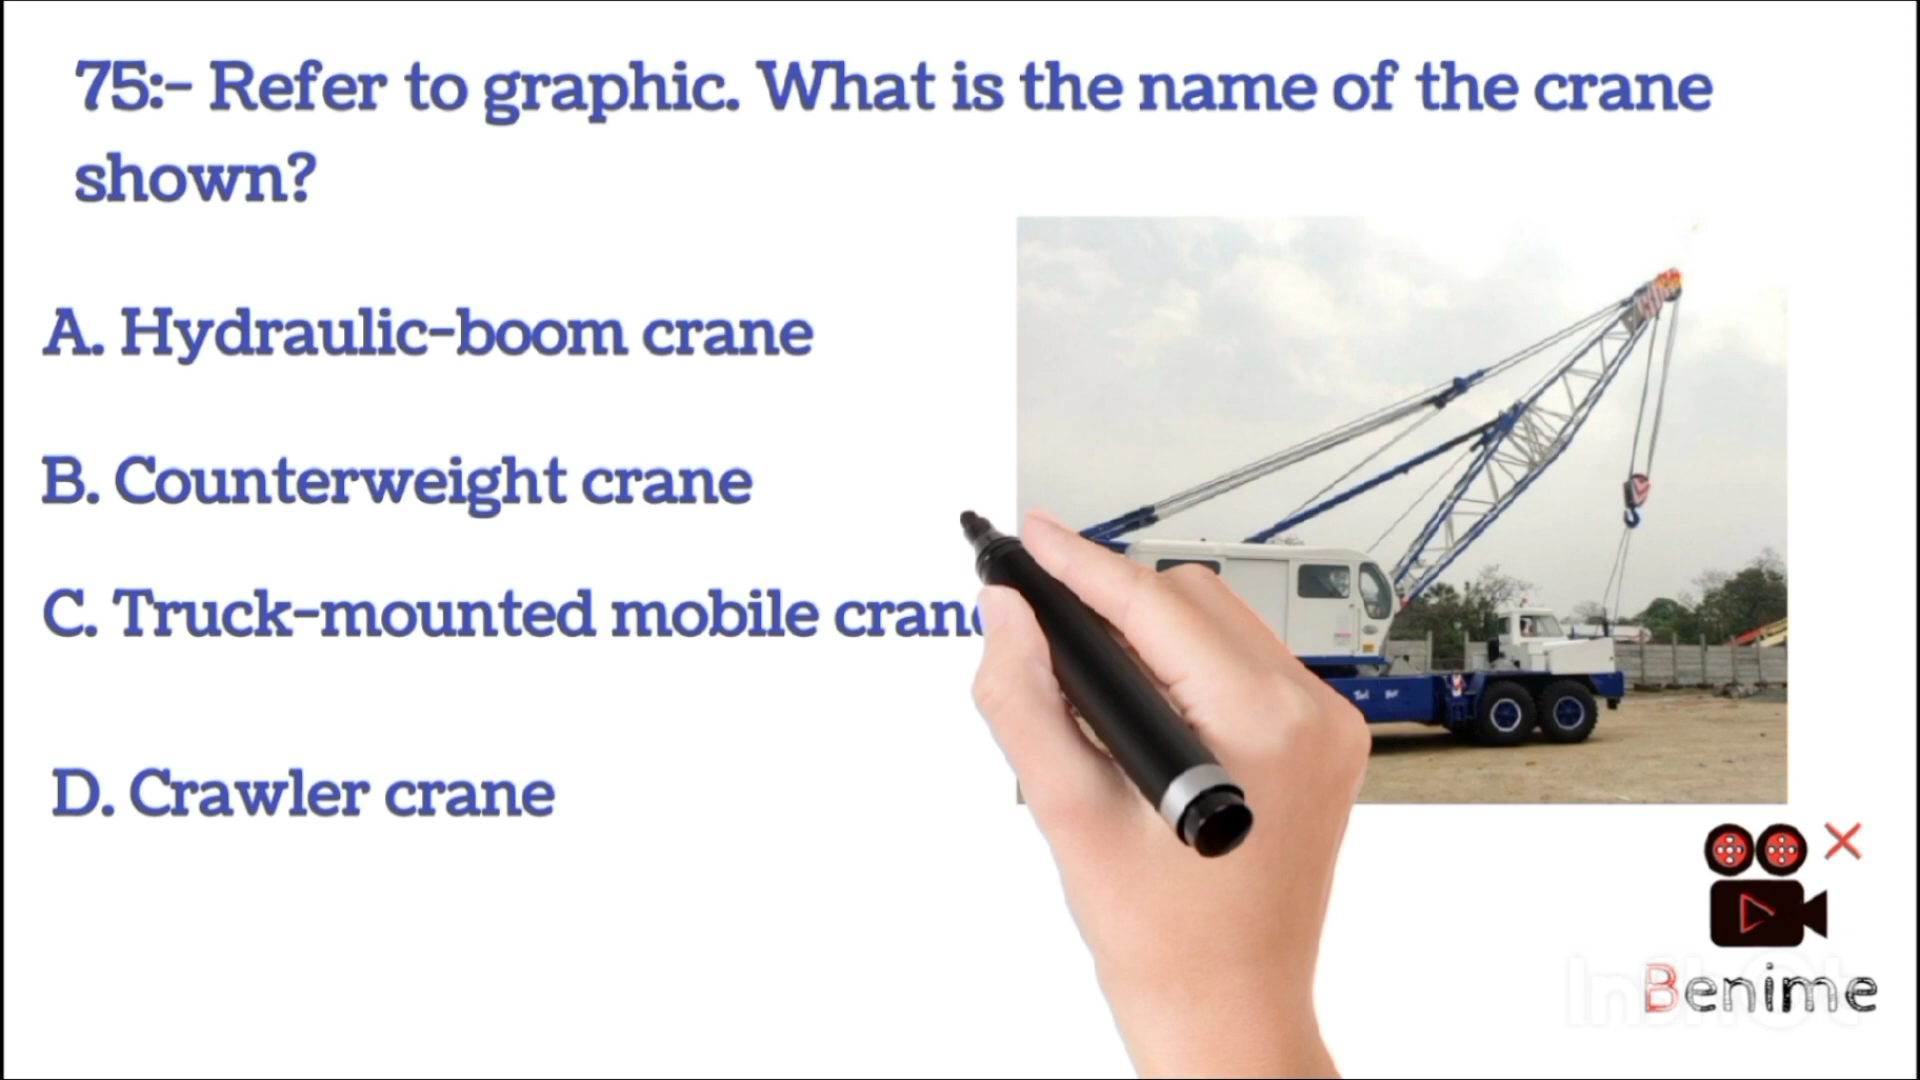 75:- Refer to graphic. What is the name of the crane
shown?
A. Hydraulic-boom crane
B. Counterweight crane
C. Truck-mounted mobile cran
D. Crawler crane
Benime
InShot